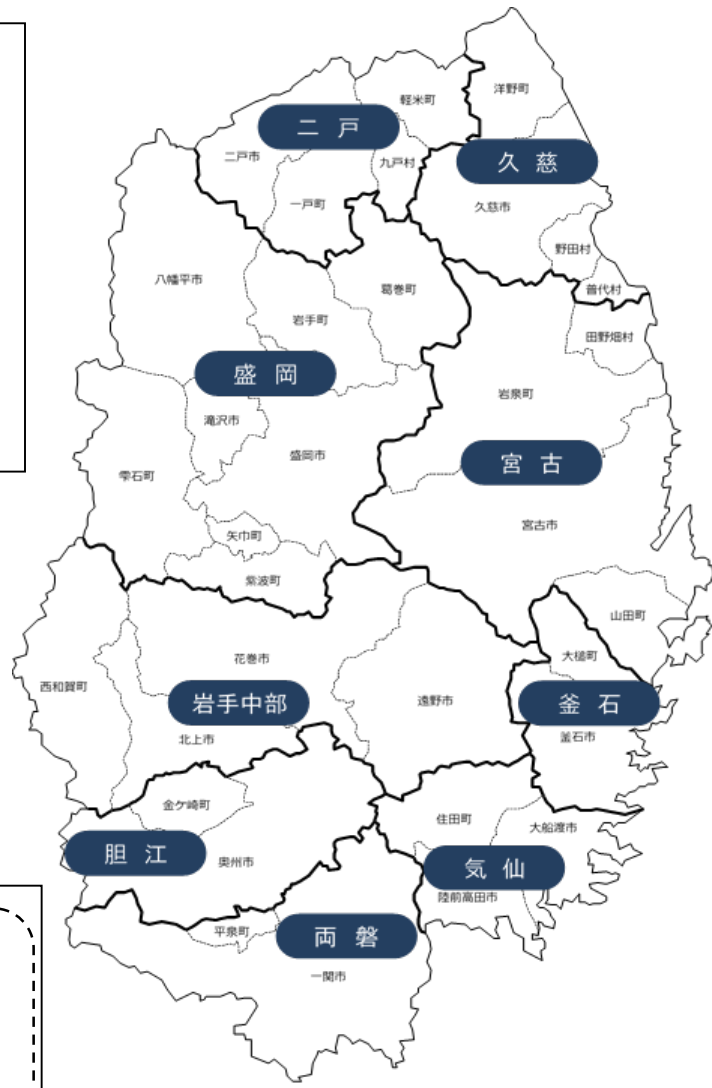 洋野町
軽米町
二戸
二戸市
九戸村
久慈
一戸町
久慈市
野田村
八幡平市
葛巻町
普代村
岩手町
田野畑村
盛岡
岩泉町
滝沢市
盛岡市
宮古
雫石町
宮古市
矢巾町
紫波町
山田町
花巻市
大槌町
西和賀町
岩手中部
遠野市
釜石
北上市
釜石市
金ケ崎町
住田町
大船渡市
胆江
奥州市
気仙
陸前高田市
平泉町
両磐
一関市